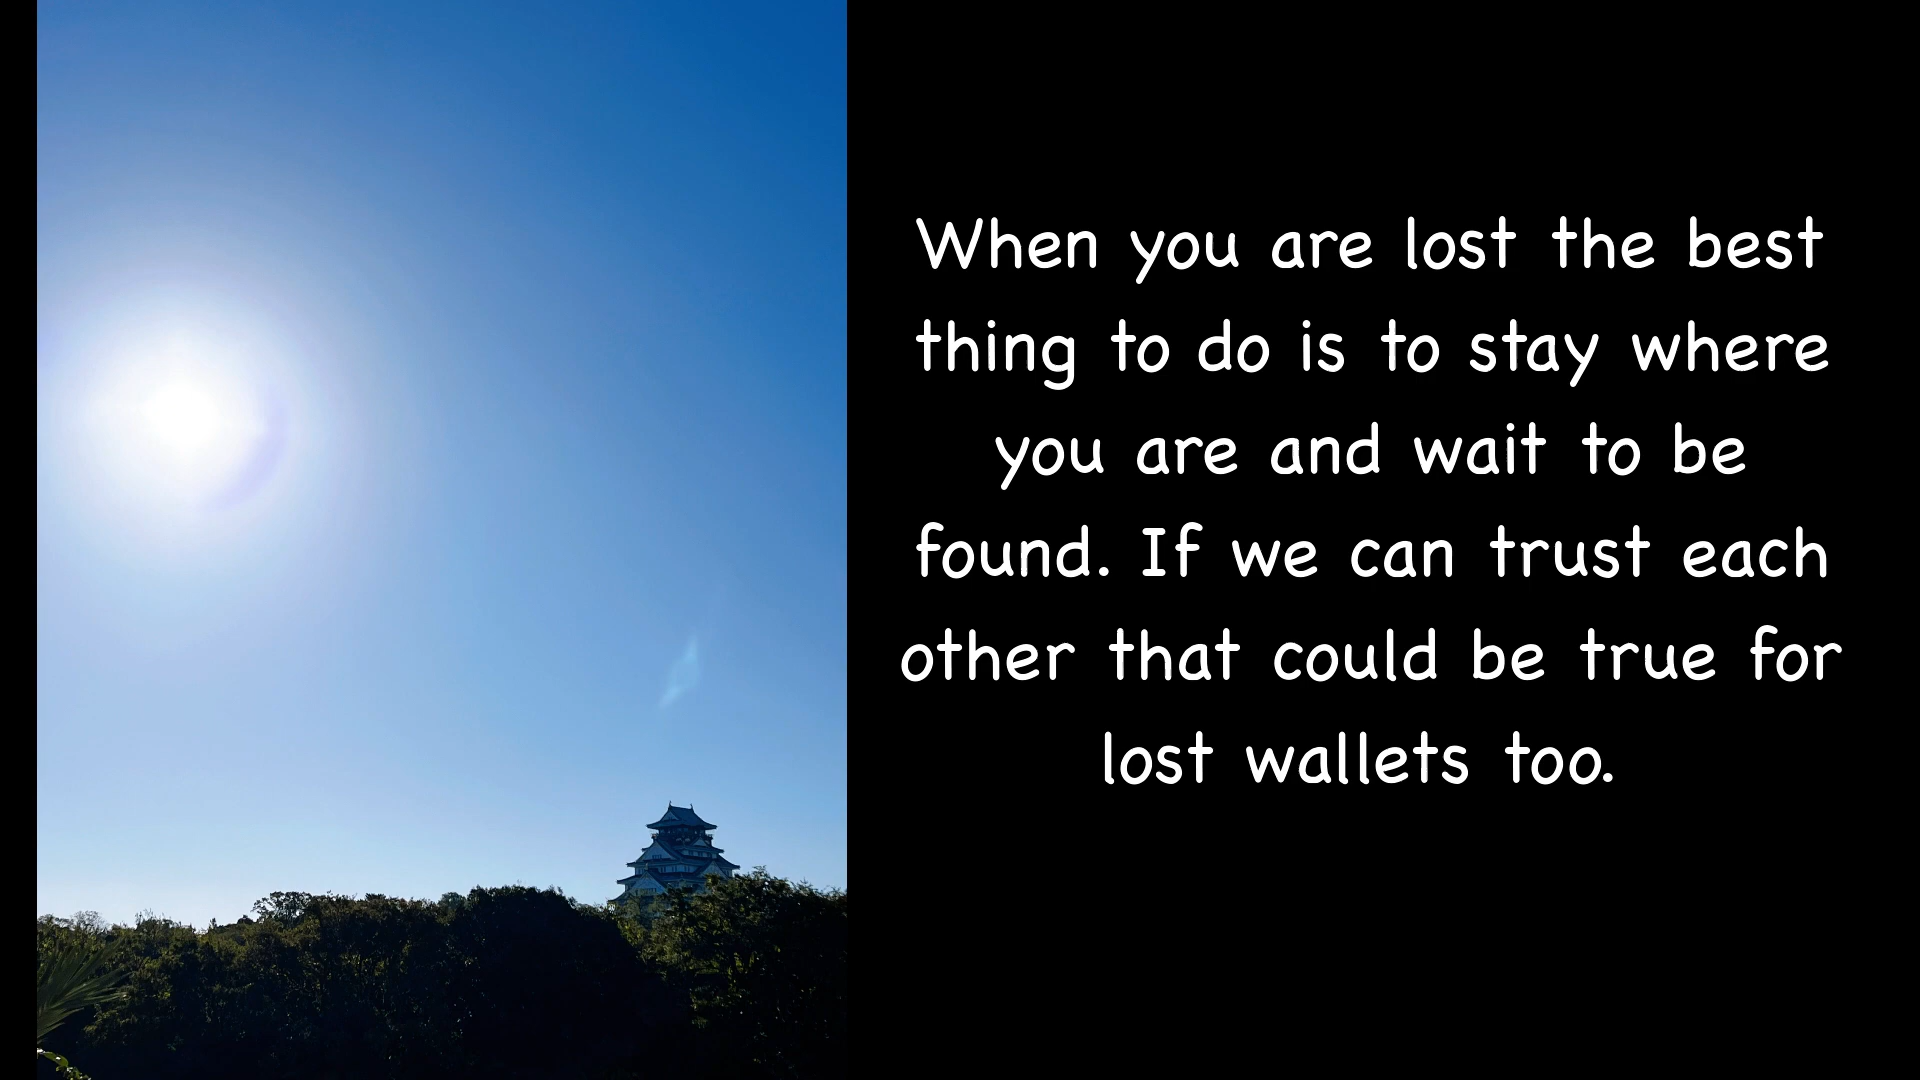 When you are lost the best
thing to do is to stay where
you are and wait to be
found. If we can trust each
other that could be true for
lost wallets too.